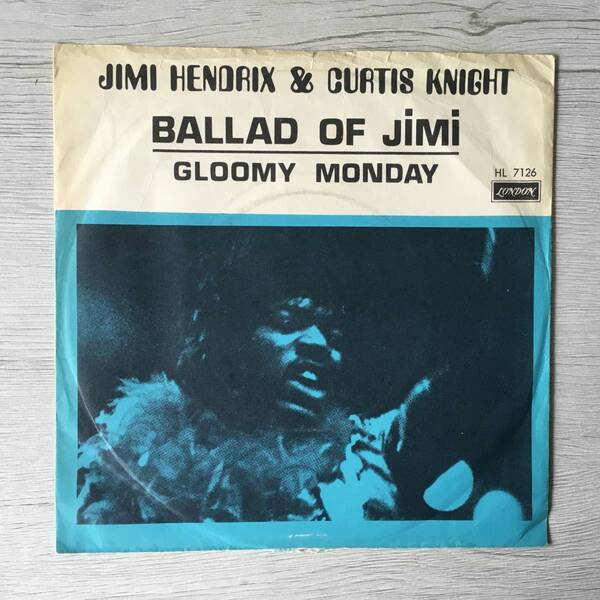 JIMI HENDRIX & CURTIS KNIGHT
BALLAD OF JiMi
GLOOMY MONDAY
HL 7126
LONDON